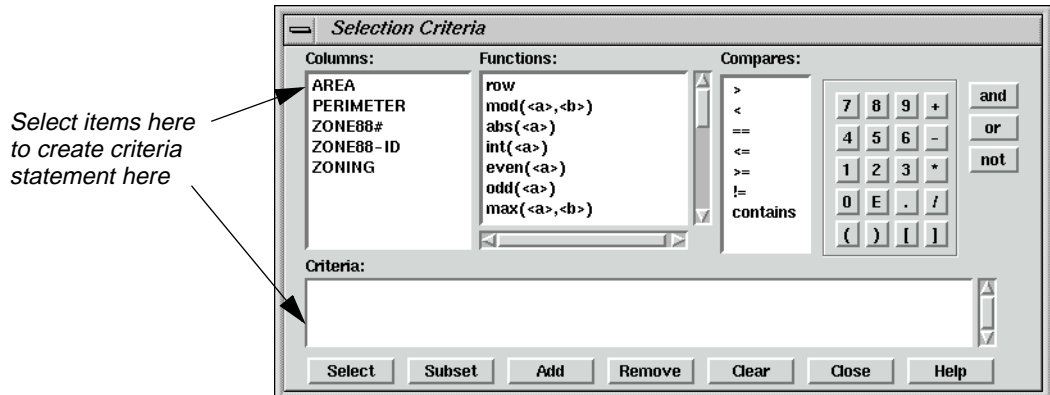 Selection Criteria
Columns:
AREA
PERIMETER
ZONE88#
ZONE88-ID
ZONING
Functions:
row
mod(<a>,<b>)
abs(<a>)
int(<a>)
even(<a>)
odd(<a>)
max(<a>,<b>)
Compares:
>
<
==
<=
>=
!=
contains
7 8 9 +
4 5 6 -
1 2 3 *
0 E . /
( ) [ ]
and
or
not
Select items here
to create criteria
statement here
Criteria:
Select Subset Add Remove Clear Close Help